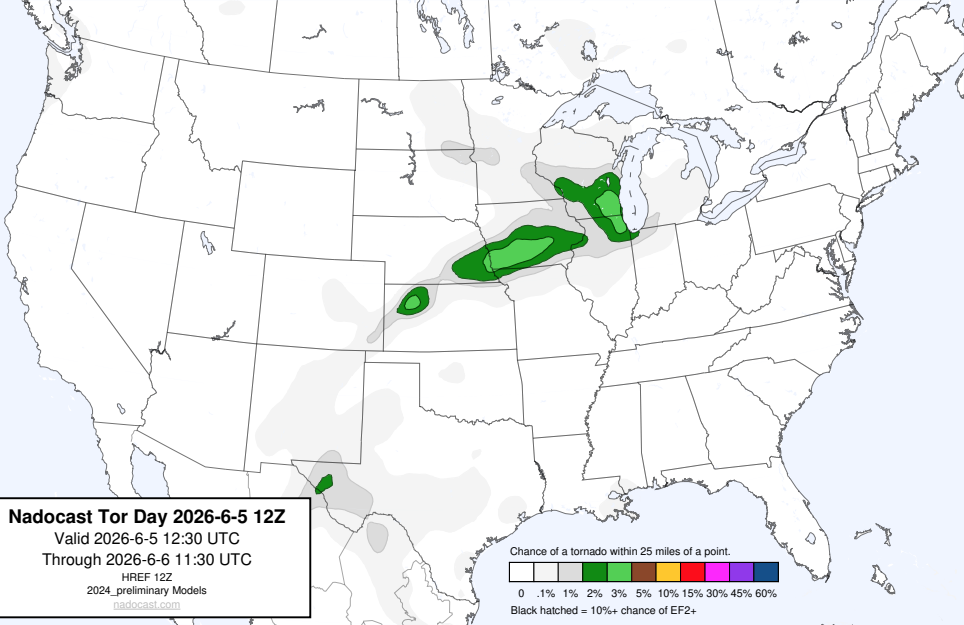 Nadocast Tor Day 2026-6-5 12Z
Valid 2026-6-5 12:30 UTC
Through 2026-6-6 11:30 UTC
HREF 12Z
2024_preliminary Models
nadocast.com
Chance of a tornado within 25 miles of a point.
0 .1% 1% 2% 3% 5% 10% 15% 30% 45% 60%
Black hatched = 10%+ chance of EF2+